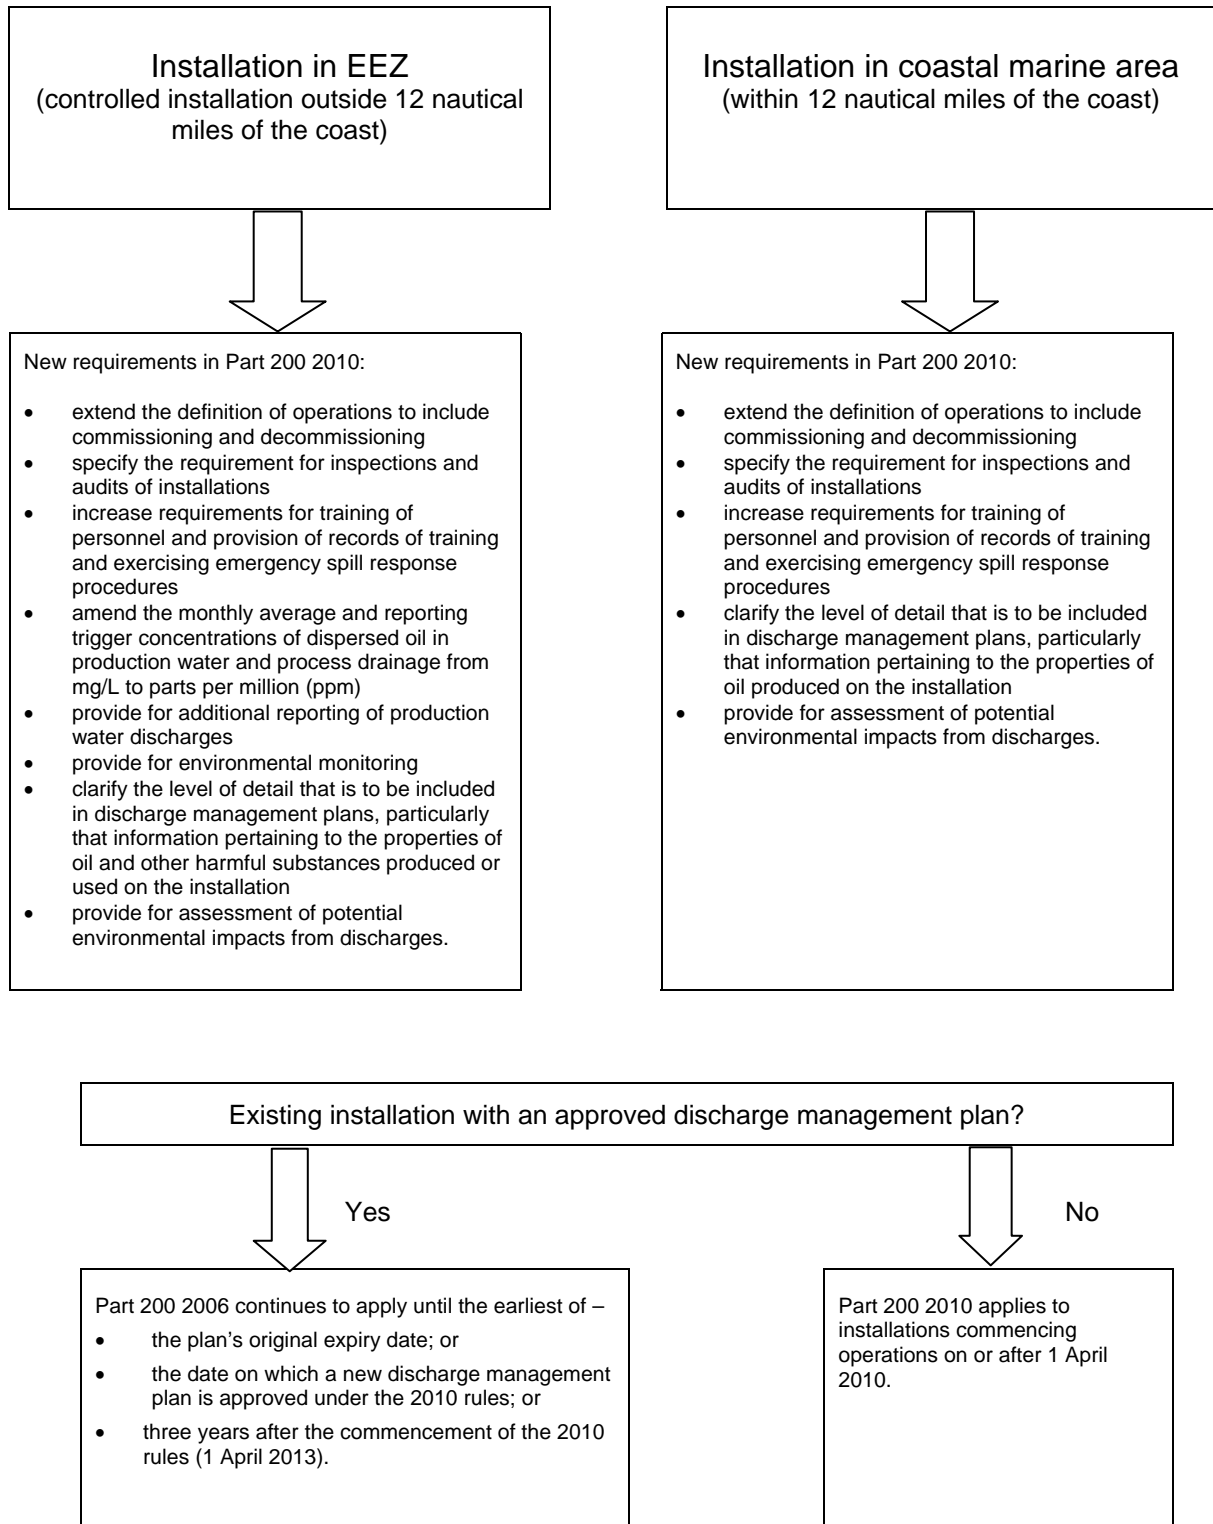 Installation in EEZ
(controlled installation outside 12 nautical
miles of the coast)
Installation in coastal marine area
(within 12 nautical miles of the coast)
New requirements in Part 200 2010:
• extend the definition of operations to include
commissioning and decommissioning
• specify the requirement for inspections and
audits of installations
• increase requirements for training of
personnel and provision of records of training
and exercising emergency spill response
procedures
• amend the monthly average and reporting
trigger concentrations of dispersed oil in
production water and process drainage from
mg/L to parts per million (ppm)
• provide for additional reporting of production
water discharges
• provide for environmental monitoring
• clarify the level of detail that is to be included
in discharge management plans, particularly
that information pertaining to the properties of
oil and other harmful substances produced or
used on the installation
• provide for assessment of potential
environmental impacts from discharges.
New requirements in Part 200 2010:
• extend the definition of operations to include
commissioning and decommissioning
• specify the requirement for inspections and
audits of installations
• increase requirements for training of
personnel and provision of records of training
and exercising emergency spill response
procedures
• clarify the level of detail that is to be included
in discharge management plans, particularly
that information pertaining to the properties of
oil produced on the installation
• provide for assessment of potential
environmental impacts from discharges.
Existing installation with an approved discharge management plan?
Yes
No
Part 200 2006 continues to apply until the earliest of –
• the plan's original expiry date; or
• the date on which a new discharge management
plan is approved under the 2010 rules; or
• three years after the commencement of the 2010
rules (1 April 2013).
Part 200 2010 applies to
installations commencing
operations on or after 1 April
2010.